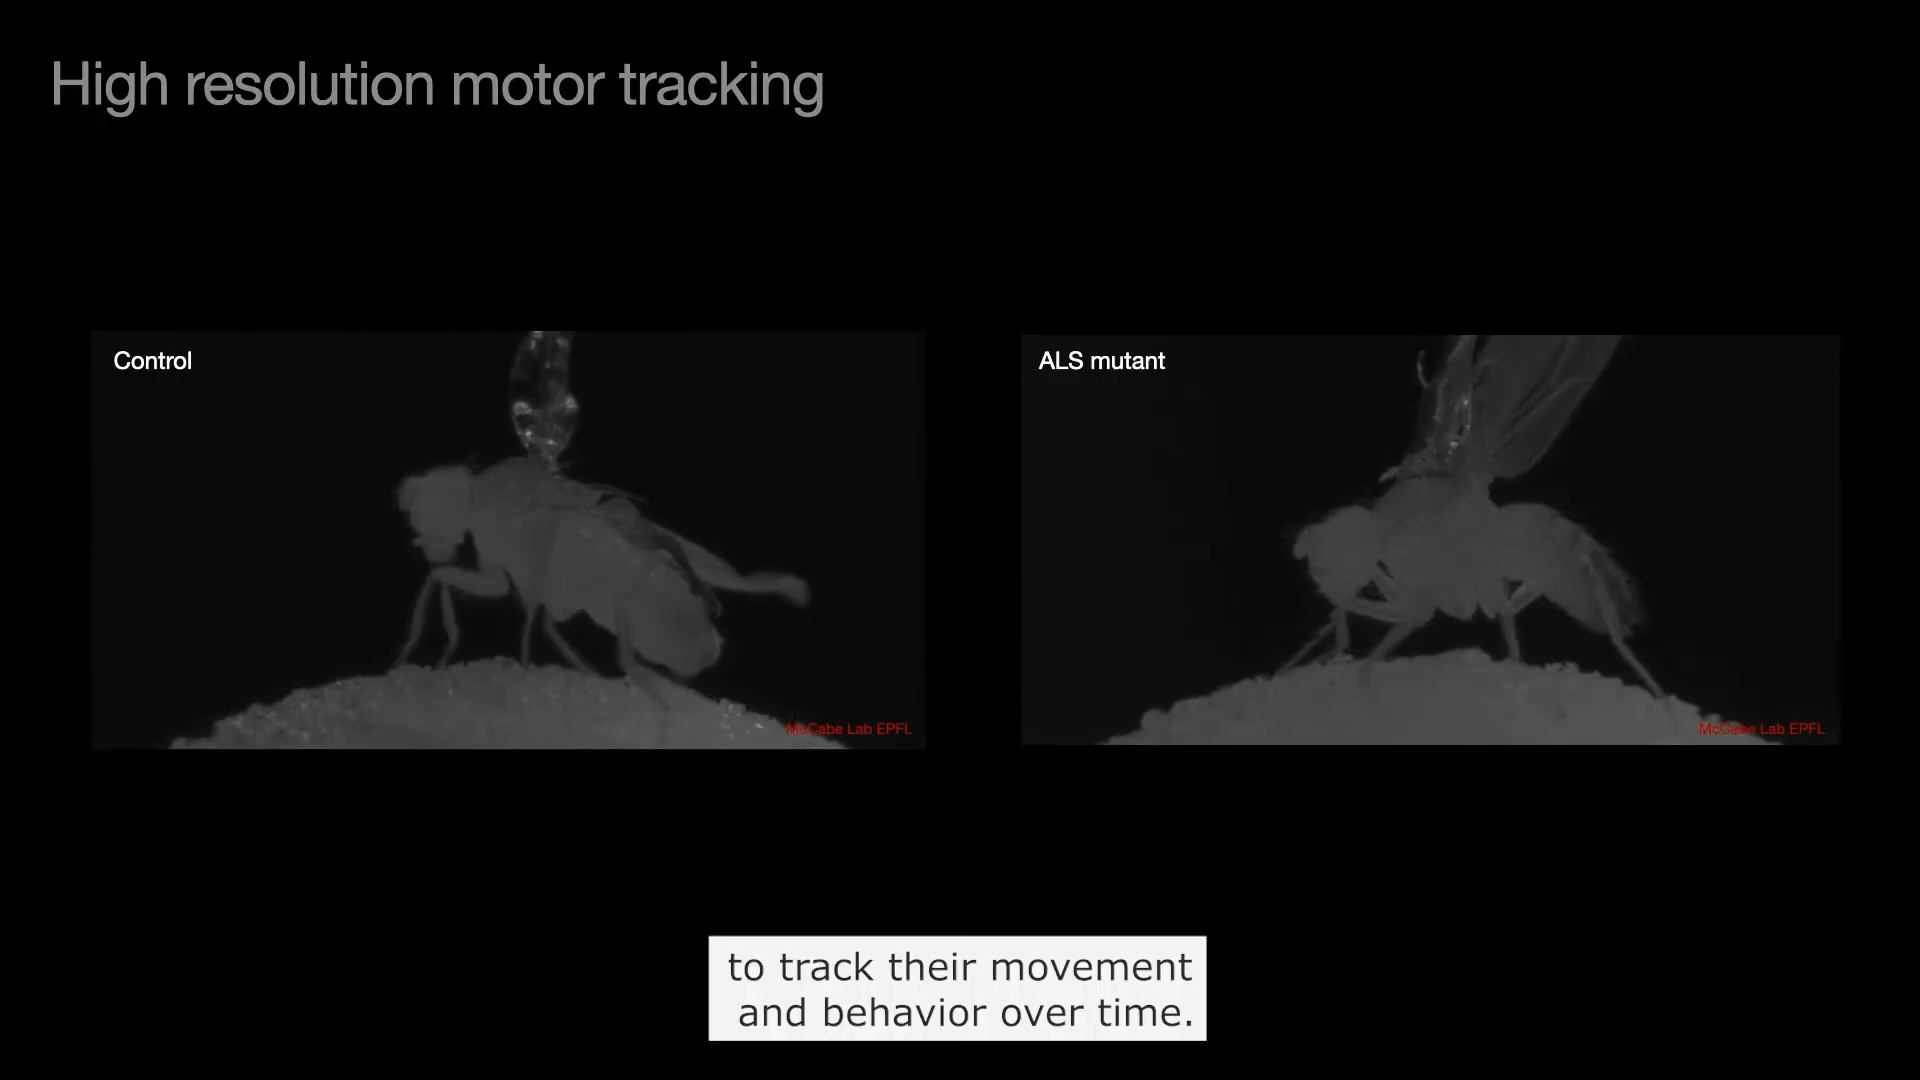 High resolution motor tracking
Control
ALS mutant
McCabe Lab EPFL
McCabe Lab EPFL
to track their movement
and behavior over time.